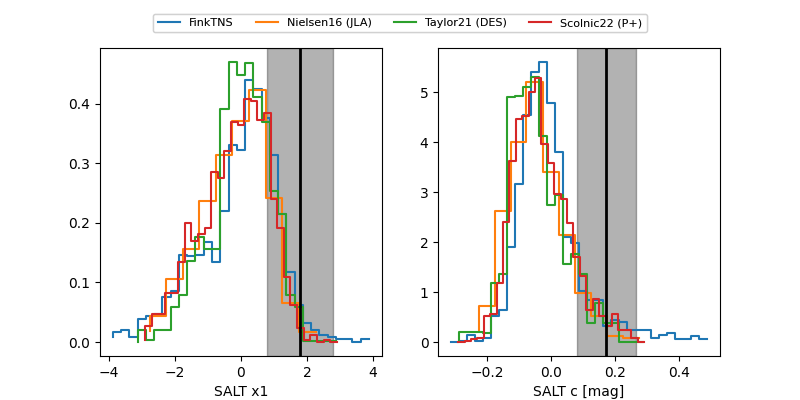 FinkTNS Nielsen16 (JLA) Taylor21 (DES) Scolnic22 (P+)
0.4
0.3
0.2
0.1
0.0
−4 −2 0 2 4
SALT x1
5
4
3
2
1
0
−0.2 0.0 0.2 0.4
SALT c [mag]